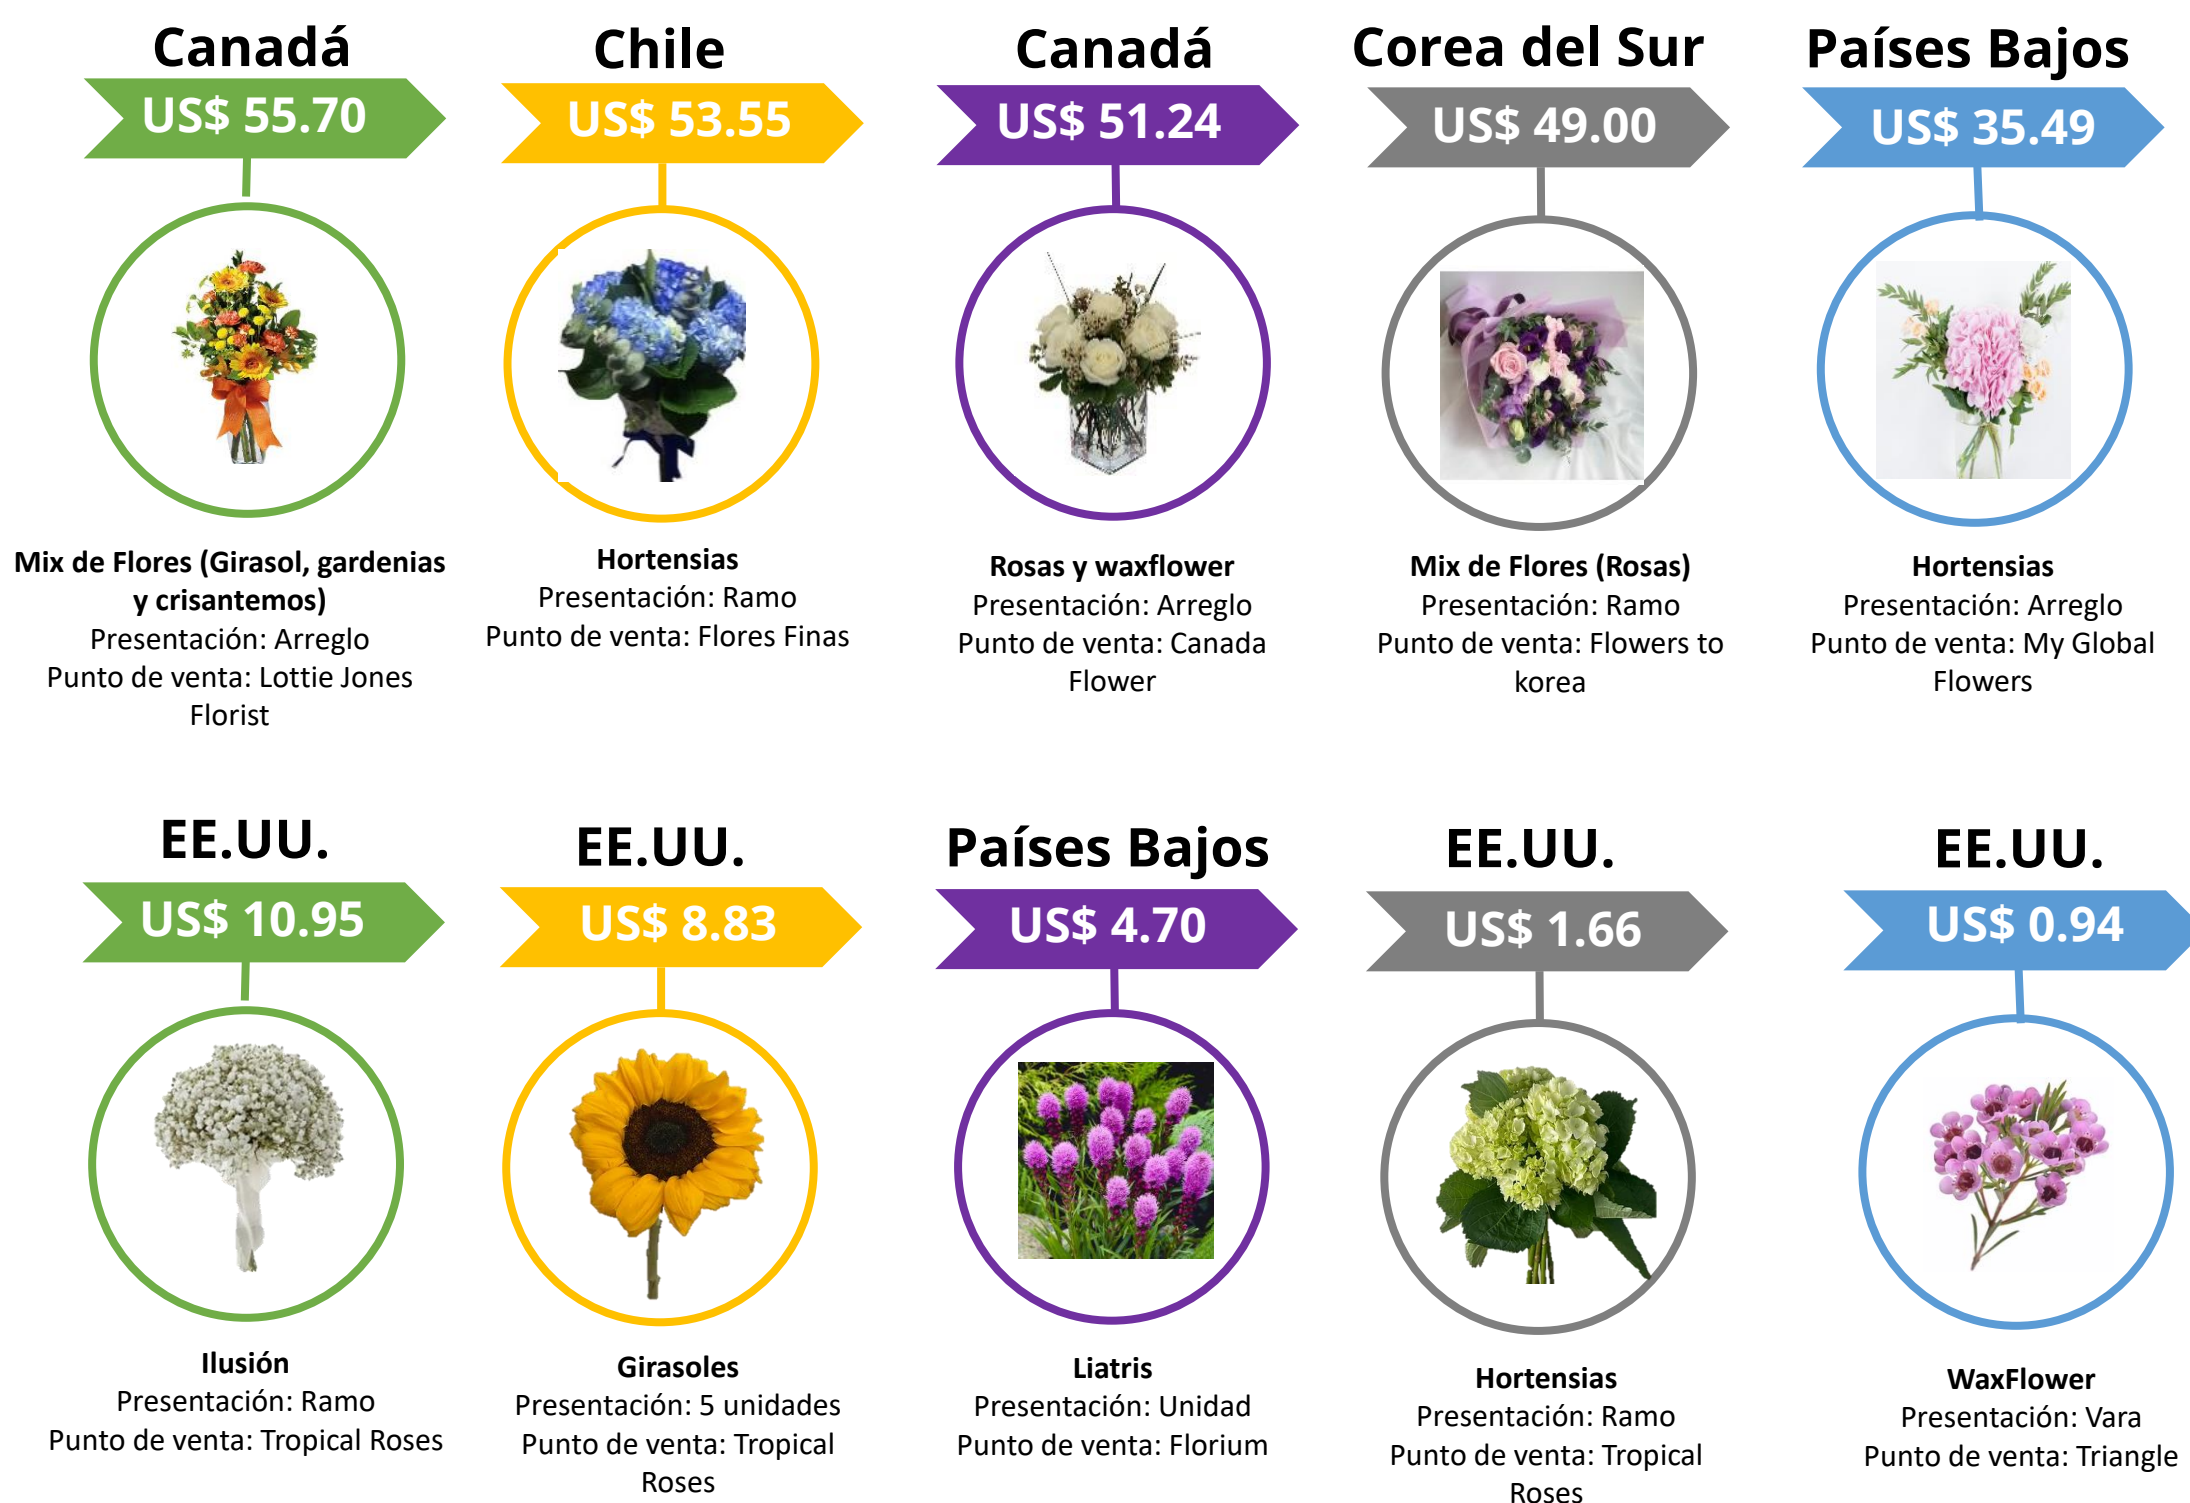 Canadá
US$ 55.70
Mix de Flores (Girasol, gardenias
y crisantemos)
Presentación: Arreglo
Punto de venta: Lottie Jones
Florist
Chile
US$ 53.55
Hortensias
Presentación: Ramo
Punto de venta: Flores Finas
Canadá
US$ 51.24
Rosas y waxflower
Presentación: Arreglo
Punto de venta: Canada
Flower
Corea del Sur
US$ 49.00
Mix de Flores (Rosas)
Presentación: Ramo
Punto de venta: Flowers to
korea
Países Bajos
US$ 35.49
Hortensias
Presentación: Arreglo
Punto de venta: My Global
Flowers
EE.UU.
US$ 10.95
Ilusión
Presentación: Ramo
Punto de venta: Tropical Roses
EE.UU.
US$ 8.83
Girasoles
Presentación: 5 unidades
Punto de venta: Tropical
Roses
Países Bajos
US$ 4.70
Liatris
Presentación: Unidad
Punto de venta: Florium
EE.UU.
US$ 1.66
Hortensias
Presentación: Ramo
Punto de venta: Tropical
Roses
EE.UU.
US$ 0.94
WaxFlower
Presentación: Vara
Punto de venta: Triangle